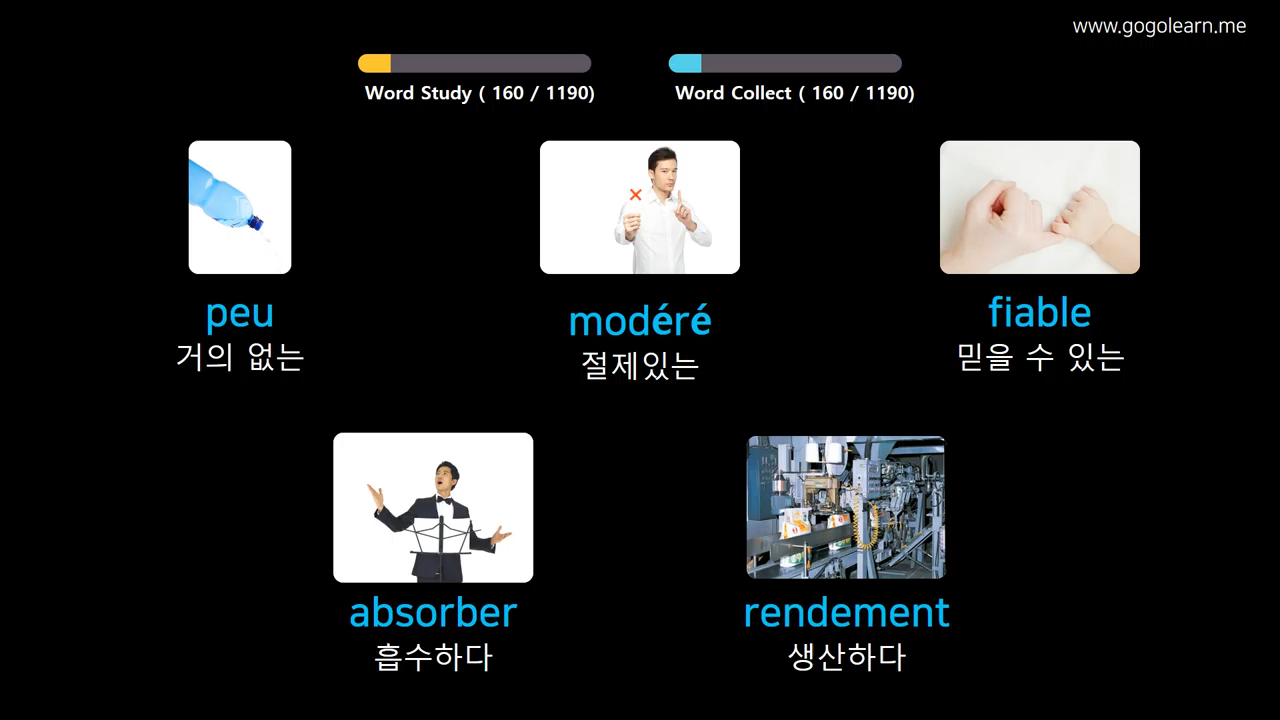 www.gogolearn.me
Word Study ( 160 / 1190)
Word Collect ( 160 / 1190)
peu
거의 없는
modéré
절제있는
fiable
믿을 수 있는
absorber
흡수하다
rendement
생산하다